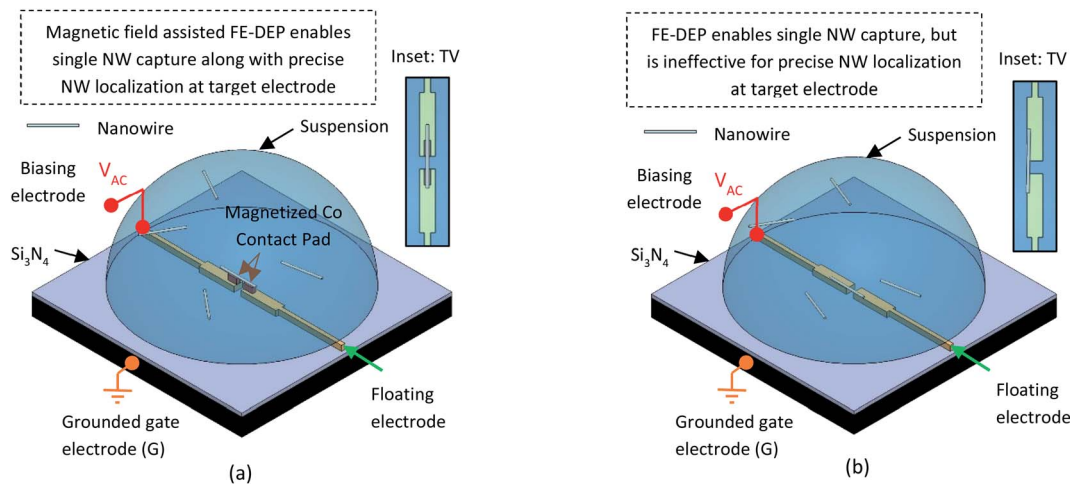 Magnetic field assisted FE-DEP enables
single NW capture along with precise
NW localization at target electrode
Inset: TV
Nanowire
Suspension
Biasing
electrode
V_AC
Magnetized Co
Contact Pad
Si₃N₄
Floating
electrode
Grounded gate
electrode (G)
(a)
FE-DEP enables single NW capture, but
is ineffective for precise NW localization
at target electrode
Inset: TV
Nanowire
Suspension
Biasing
electrode
V_AC
Si₃N₄
Floating
electrode
Grounded gate
electrode (G)
(b)